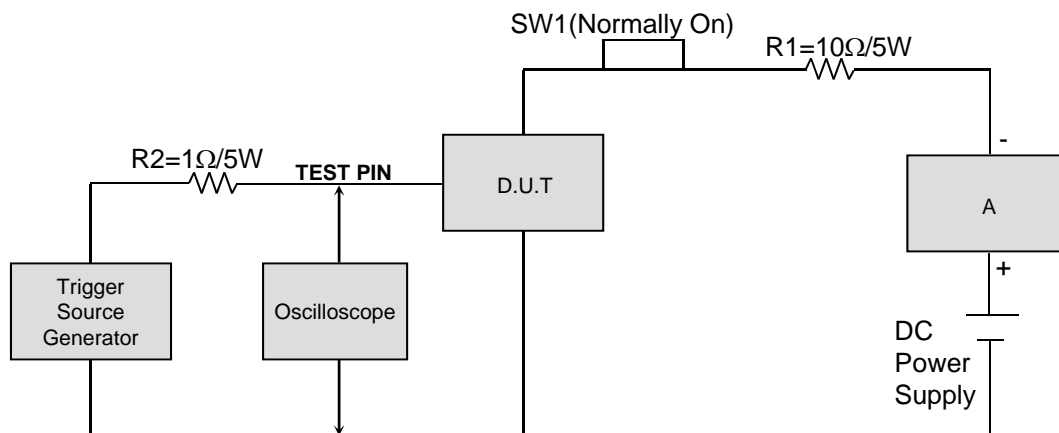 SW1(Normally On)
R1=10Ω/5W
R2=1Ω/5W
TEST PIN
D.U.T
-
A
+
Trigger
Source
Generator
Oscilloscope
DC
Power
Supply